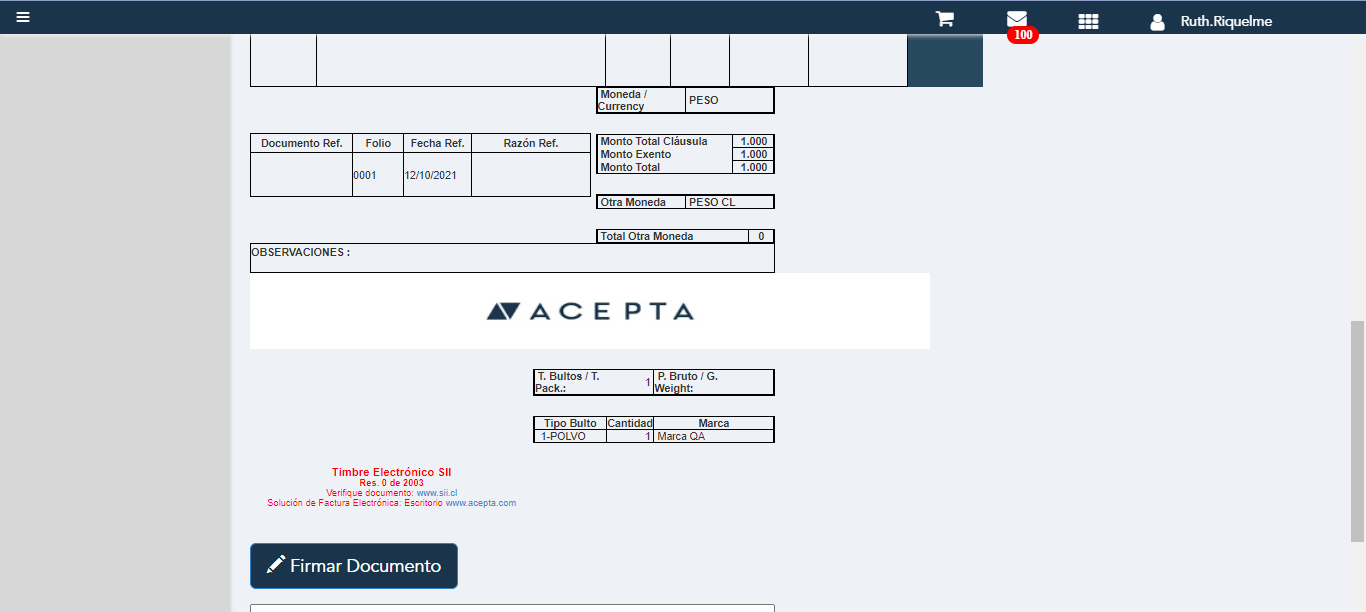 Ruth.Riquelme
100
Moneda /
Currency
PESO
Documento Ref. Folio Fecha Ref. Razón Ref.
0001 12/10/2021
Monto Total Cláusula 1.000
Monto Exento 1.000
Monto Total 1.000
Otra Moneda PESO CL
Total Otra Moneda 0
OBSERVACIONES :
ACEPTA
T. Bultos / T.
Pack.:
1
P. Bruto / G.
Weight:
Tipo Bulto Cantidad Marca
1-POLVO 1 Marca QA
Timbre Electrónico SII
Res. 0 de 2003
Verifique documento: www.sii.cl
Solución de Factura Electrónica: Escritorio www.acepta.com
Firmar Documento